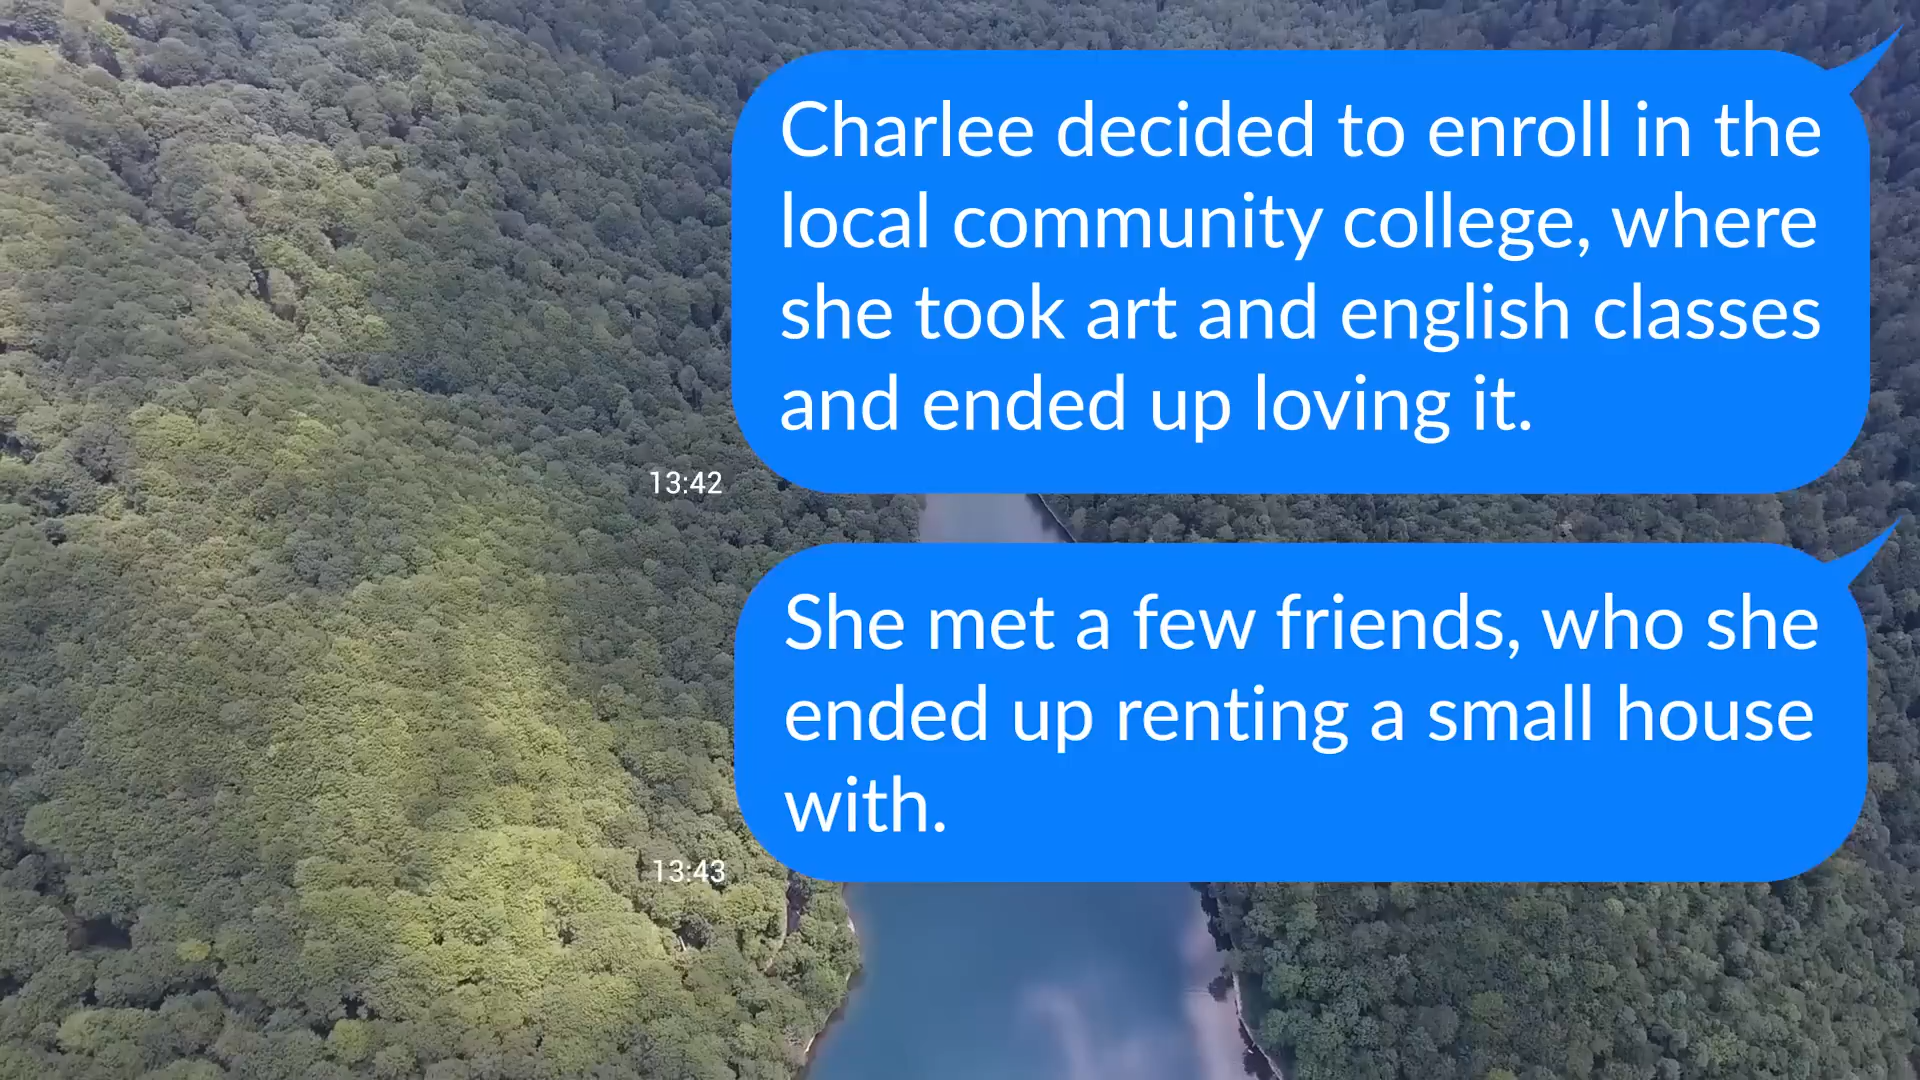 Charlee decided to enroll in the
local community college, where
she took art and english classes
and ended up loving it.
13:42
She met a few friends, who she
ended up renting a small house
with.
13:43